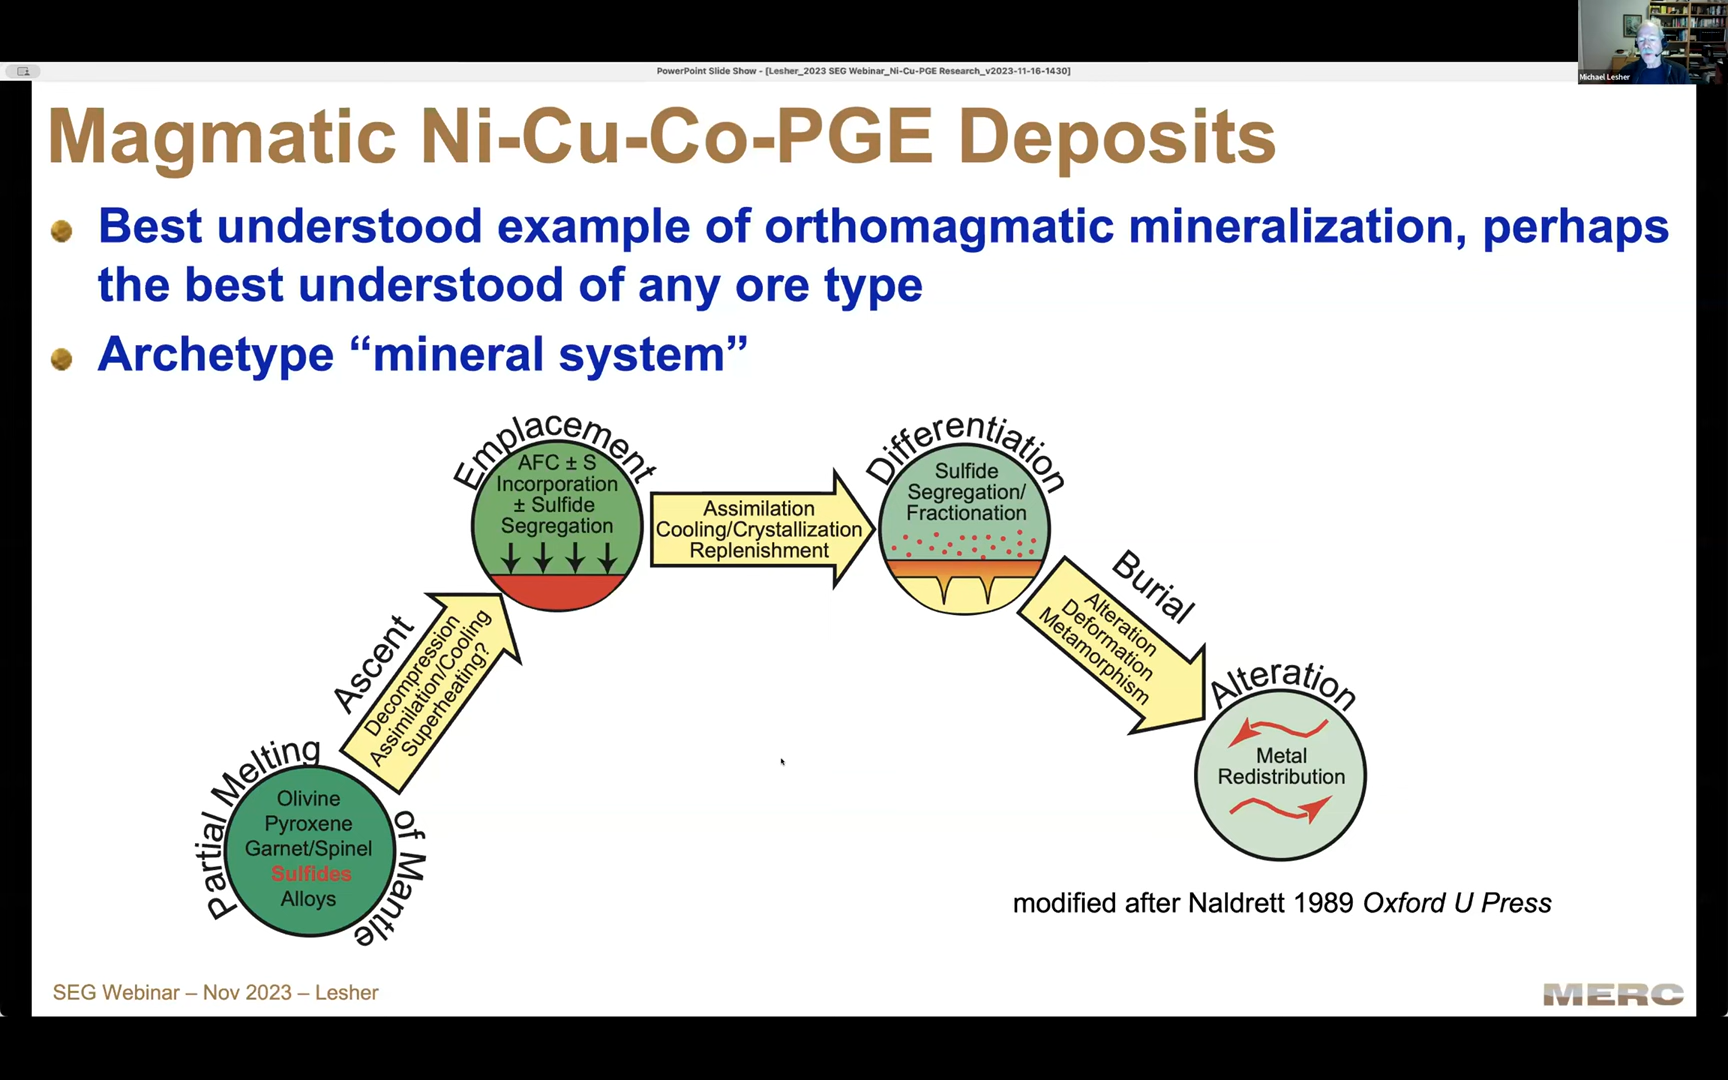 PowerPoint Slide Show - [Lesher_2023 SEG Webinar_Ni-Cu-PGE Research_v2023-11-16-1430]
Michael Lesher
Magmatic Ni-Cu-Co-PGE Deposits
Best understood example of orthomagmatic mineralization, perhaps
the best understood of any ore type
Archetype “mineral system”
Partial Melting
of Mantle
Olivine
Pyroxene
Garnet/Spinel
Sulfides
Alloys
Ascent
Decompression
Assimilation/Cooling
Superheating?
Emplacement
AFC ± S
Incorporation
± Sulfide
Segregation
Assimilation
Cooling/Crystallization
Replenishment
Differentiation
Sulfide
Segregation/
Fractionation
Burial
Alteration
Deformation
Metamorphism
Alteration
Metal
Redistribution
modified after Naldrett 1989 Oxford U Press
SEG Webinar – Nov 2023 – Lesher
MERC